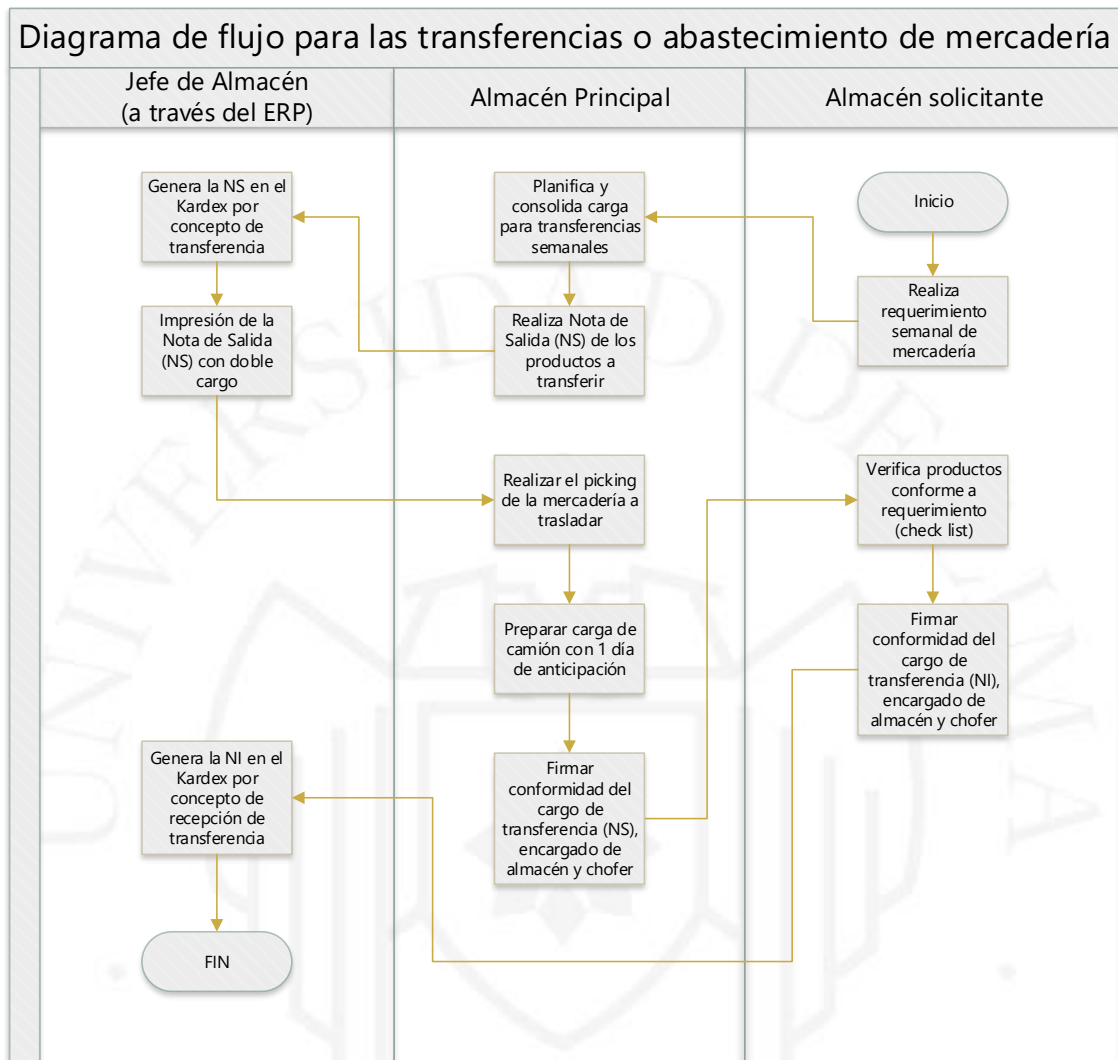 Diagrama de flujo para las transferencias o abastecimiento de mercadería
Jefe de Almacén
(a través del ERP)
Almacén Principal
Almacén solicitante
Genera la NS en el
Kardex por
concepto de
transferencia
Planifica y
consolida carga
para transferencias
semanales
Inicio
Impresión de la
Nota de Salida
(NS) con doble
cargo
Realiza Nota de
Salida (NS) de los
productos a
transferir
Realiza
requerimiento
semanal de
mercadería
Realizar el picking
de la mercadería a
trasladar
Verifica productos
conforme a
requerimiento
(check list)
Preparar carga de
camión con 1 día
de anticipación
Firmar
conformidad del
cargo de
transferencia (NI),
encargado de
almacén y chofer
Genera la NI en el
Kardex por
concepto de
recepción de
transferencia
Firmar
conformidad del
cargo de
transferencia (NS),
encargado de
almacén y chofer
FIN
UNIVERSIDAD DE LIMA